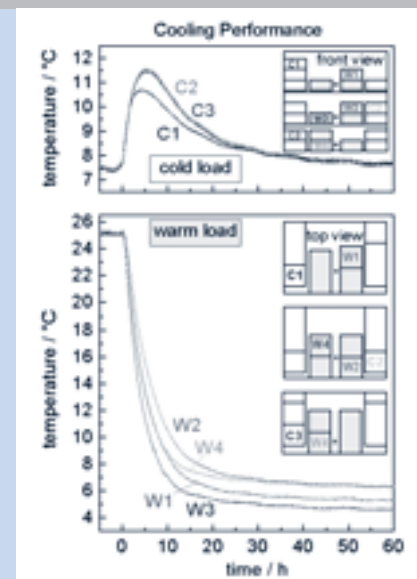 Cooling Performance
temperature / °C
12
11
10
9
8
7
C2
C3
C1
cold load
front view
C1
W1
temperature / °C
26
24
22
20
18
16
14
12
10
8
6
4
warm load
top view
C1
W1
W4
W2
C2
C3
W2
W4
W1
W3
0
10
20
30
40
50
60
time / h